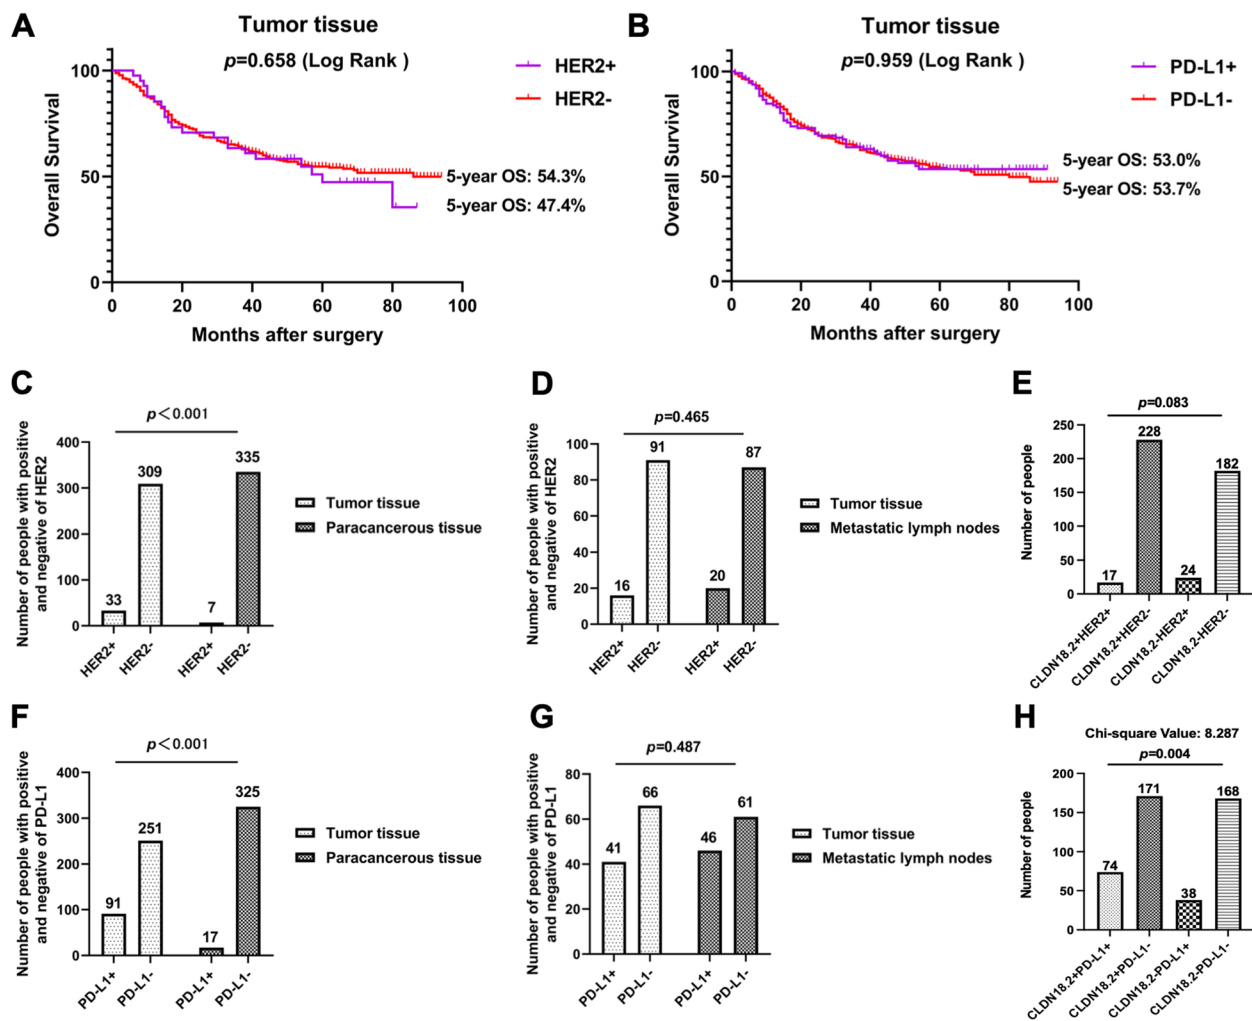 A
Tumor tissue
p=0.658 (Log Rank )
HER2+
HER2-
Overall Survival
100
50
0
5-year OS: 54.3%
5-year OS: 47.4%
0 20 40 60 80 100
Months after surgery
B
Tumor tissue
p=0.959 (Log Rank )
PD-L1+
PD-L1-
Overall Survival
100
50
0
5-year OS: 53.0%
5-year OS: 53.7%
0 20 40 60 80 100
Months after surgery
C
p<0.001
Number of people with positive
and negative of HER2
400
300
200
100
0
33
309
7
335
HER2+ HER2- HER2+ HER2-
Tumor tissue
Paracancerous tissue
D
p=0.465
Number of people with positive
and negative of HER2
100
80
60
40
20
0
16
91
20
87
HER2+ HER2- HER2+ HER2-
Tumor tissue
Metastatic lymph nodes
E
p=0.083
Number of people
250
200
150
100
50
0
17
228
24
182
CLDN18.2+HER2+
CLDN18.2+HER2-
CLDN18.2-HER2+
CLDN18.2-HER2-
F
p<0.001
Number of people with positive
and negative of PD-L1
400
300
200
100
0
91
251
17
325
PD-L1+ PD-L1- PD-L1+ PD-L1-
Tumor tissue
Paracancerous tissue
G
p=0.487
Number of people with positive
and negative of PD-L1
80
60
40
20
0
41
66
46
61
PD-L1+ PD-L1- PD-L1+ PD-L1-
Tumor tissue
Metastatic lymph nodes
H
Chi-square Value: 8.287
p=0.004
Number of people
200
150
100
50
0
74
171
38
168
CLDN18.2+PD-L1+
CLDN18.2+PD-L1-
CLDN18.2-PD-L1+
CLDN18.2-PD-L1-